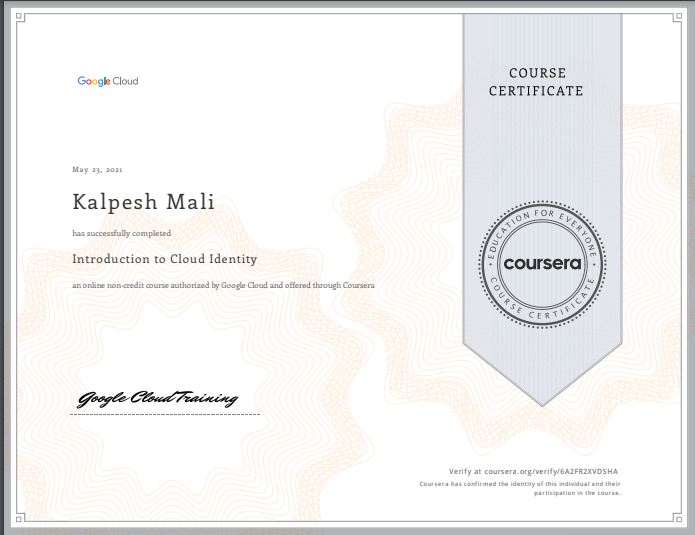 Google Cloud
COURSE
CERTIFICATE
May 23, 2021
Kalpesh Mali
has successfully completed
Introduction to Cloud Identity
an online non-credit course authorized by Google Cloud and offered through Coursera
EDUCATION FOR EVERYONE
coursera
COURSE CERTIFICATE
Google Cloud Training
Verify at coursera.org/verify/6A2FR2XVDSHA
Coursera has confirmed the identity of this individual and their
participation in the course.